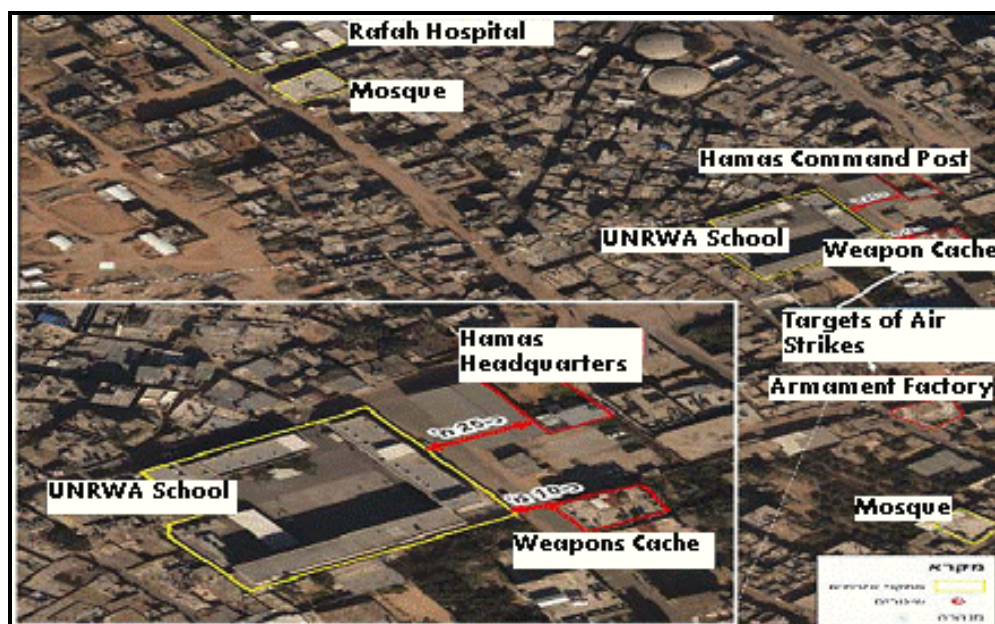 Rafah Hospital
Mosque
Hamas Command Post
UNRWA School
Weapon Cache
Targets of Air
Strikes
Armament Factory
Mosque
Hamas
Headquarters
UNRWA School
Weapons Cache
מקרא